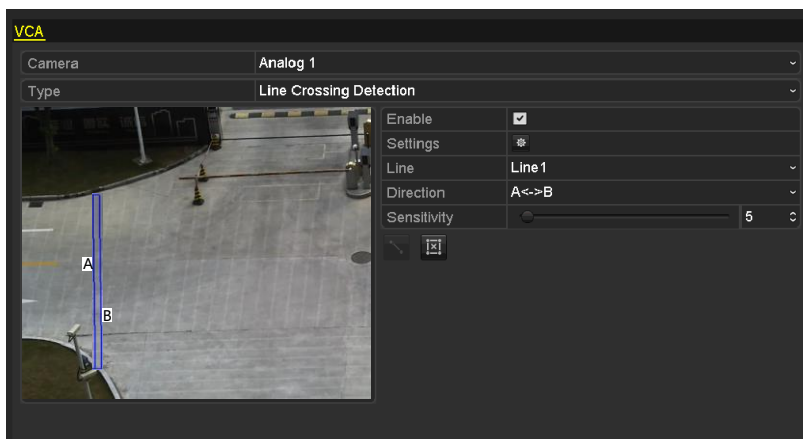 VCA
Camera Analog 1
Type Line Crossing Detection
Enable
Settings
Line Line1
Direction A<->B
Sensitivity 5
A
B